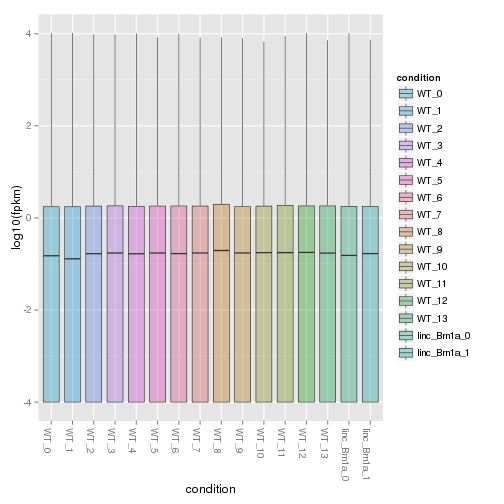 4
2
0
-2
-4
log10(fpkm)
WT_0
WT_1
WT_2
WT_3
WT_4
WT_5
WT_6
WT_7
WT_8
WT_9
WT_10
WT_11
WT_12
WT_13
linc_Brn1a_0
linc_Brn1a_1
condition
condition
WT_0
WT_1
WT_2
WT_3
WT_4
WT_5
WT_6
WT_7
WT_8
WT_9
WT_10
WT_11
WT_12
WT_13
linc_Brn1a_0
linc_Brn1a_1